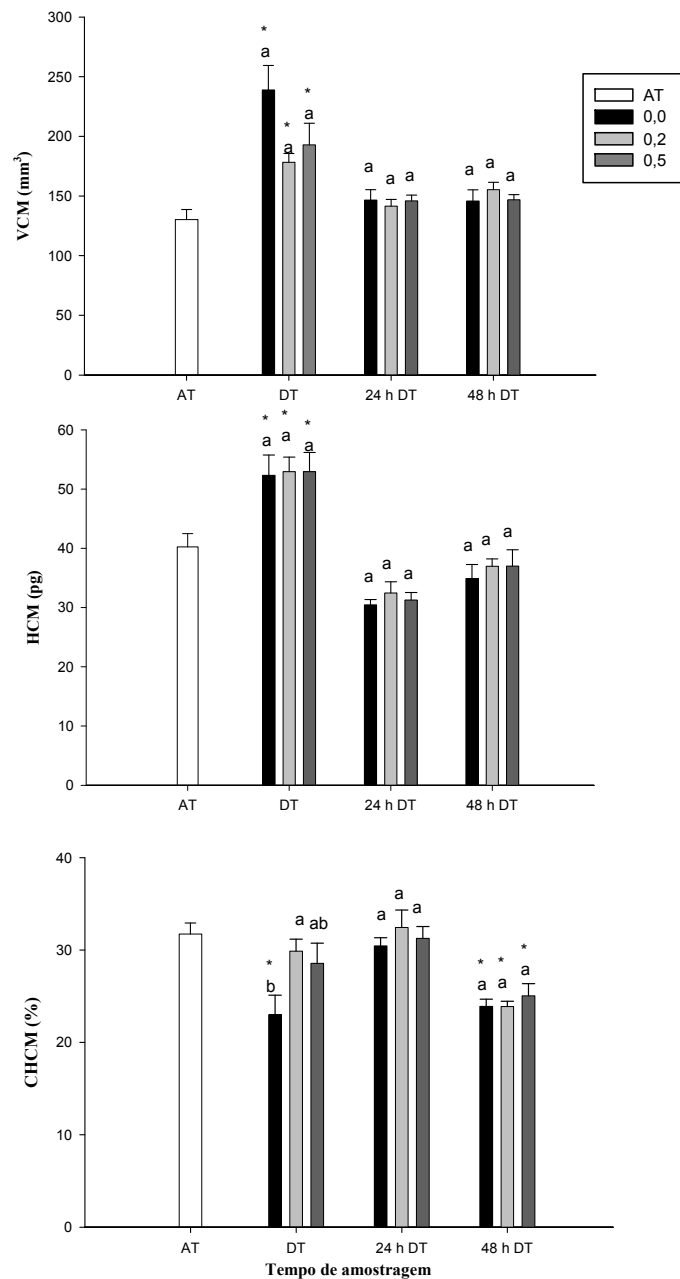 300
250
200
150
100
50
0
VCM (mm³)
*
a
*
a
*
a
a a a
a a a
AT
0,0
0,2
0,5
AT DT 24 h DT 48 h DT
60
50
40
30
20
10
0
HCM (pg)
* * *
a a a
a a a
a a a
AT DT 24 h DT 48 h DT
40
30
20
10
0
CHCM (%)
*
b
a ab
a a a
* * *
a a a
AT DT 24 h DT 48 h DT
Tempo de amostragem